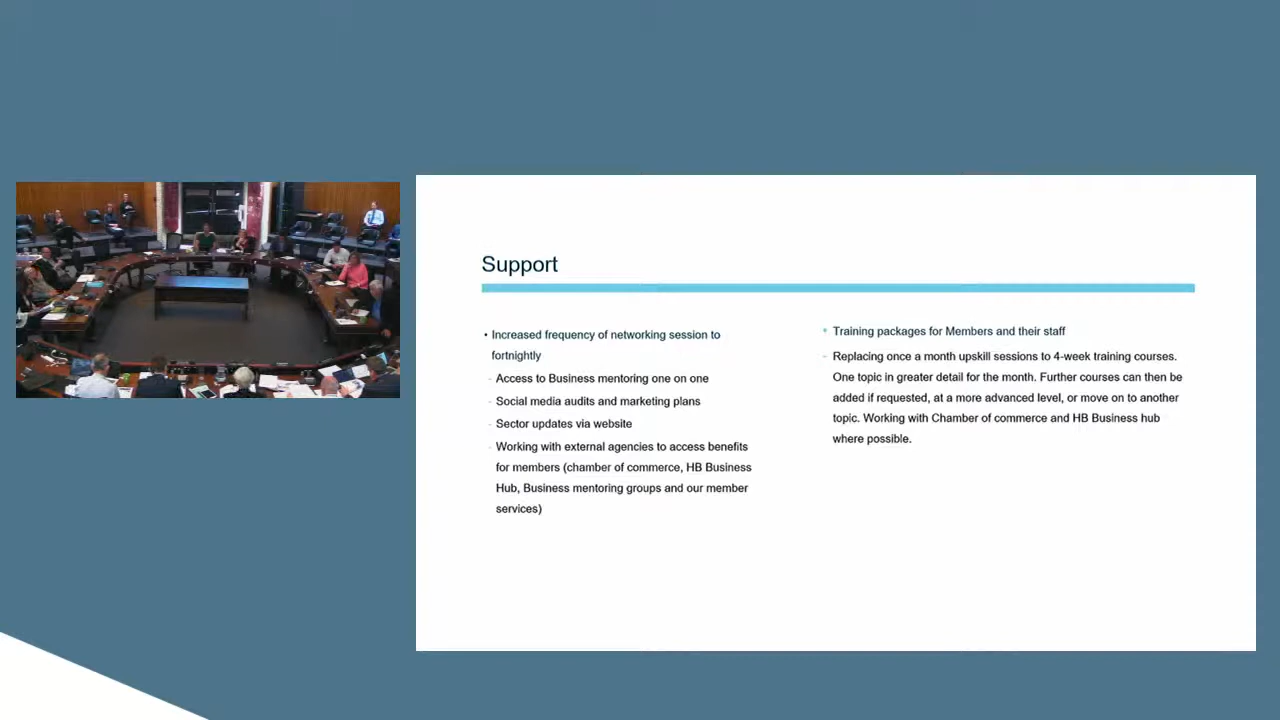 Support
• Increased frequency of networking session to
fortnightly
- Access to Business mentoring one on one
- Social media audits and marketing plans
- Sector updates via website
- Working with external agencies to access benefits
for members (chamber of commerce, HB Business
Hub, Business mentoring groups and our member
services)
• Training packages for Members and their staff
- Replacing once a month upskill sessions to 4-week training courses.
One topic in greater detail for the month. Further courses can then be
added if requested, at a more advanced level, or move on to another
topic. Working with Chamber of commerce and HB Business hub
where possible.